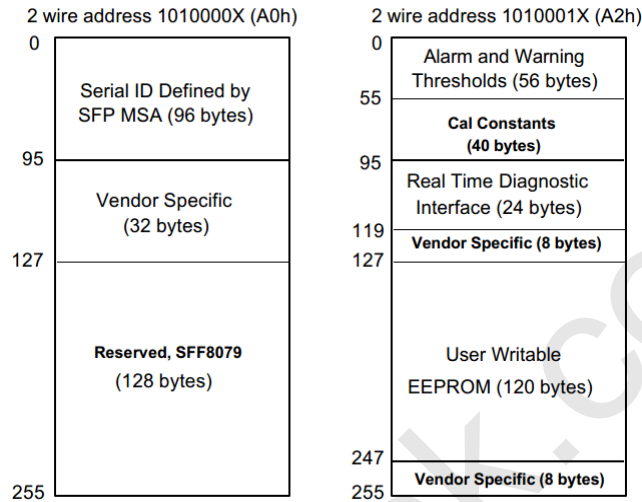 2 wire address 1010000X (A0h)
0
Serial ID Defined by
SFP MSA (96 bytes)
95
Vendor Specific
(32 bytes)
127
Reserved, SFF8079
(128 bytes)
255
2 wire address 1010001X (A2h)
0
Alarm and Warning
Thresholds (56 bytes)
55
Cal Constants
(40 bytes)
95
Real Time Diagnostic
Interface (24 bytes)
119
Vendor Specific (8 bytes)
127
User Writable
EEPROM (120 bytes)
247
Vendor Specific (8 bytes)
255